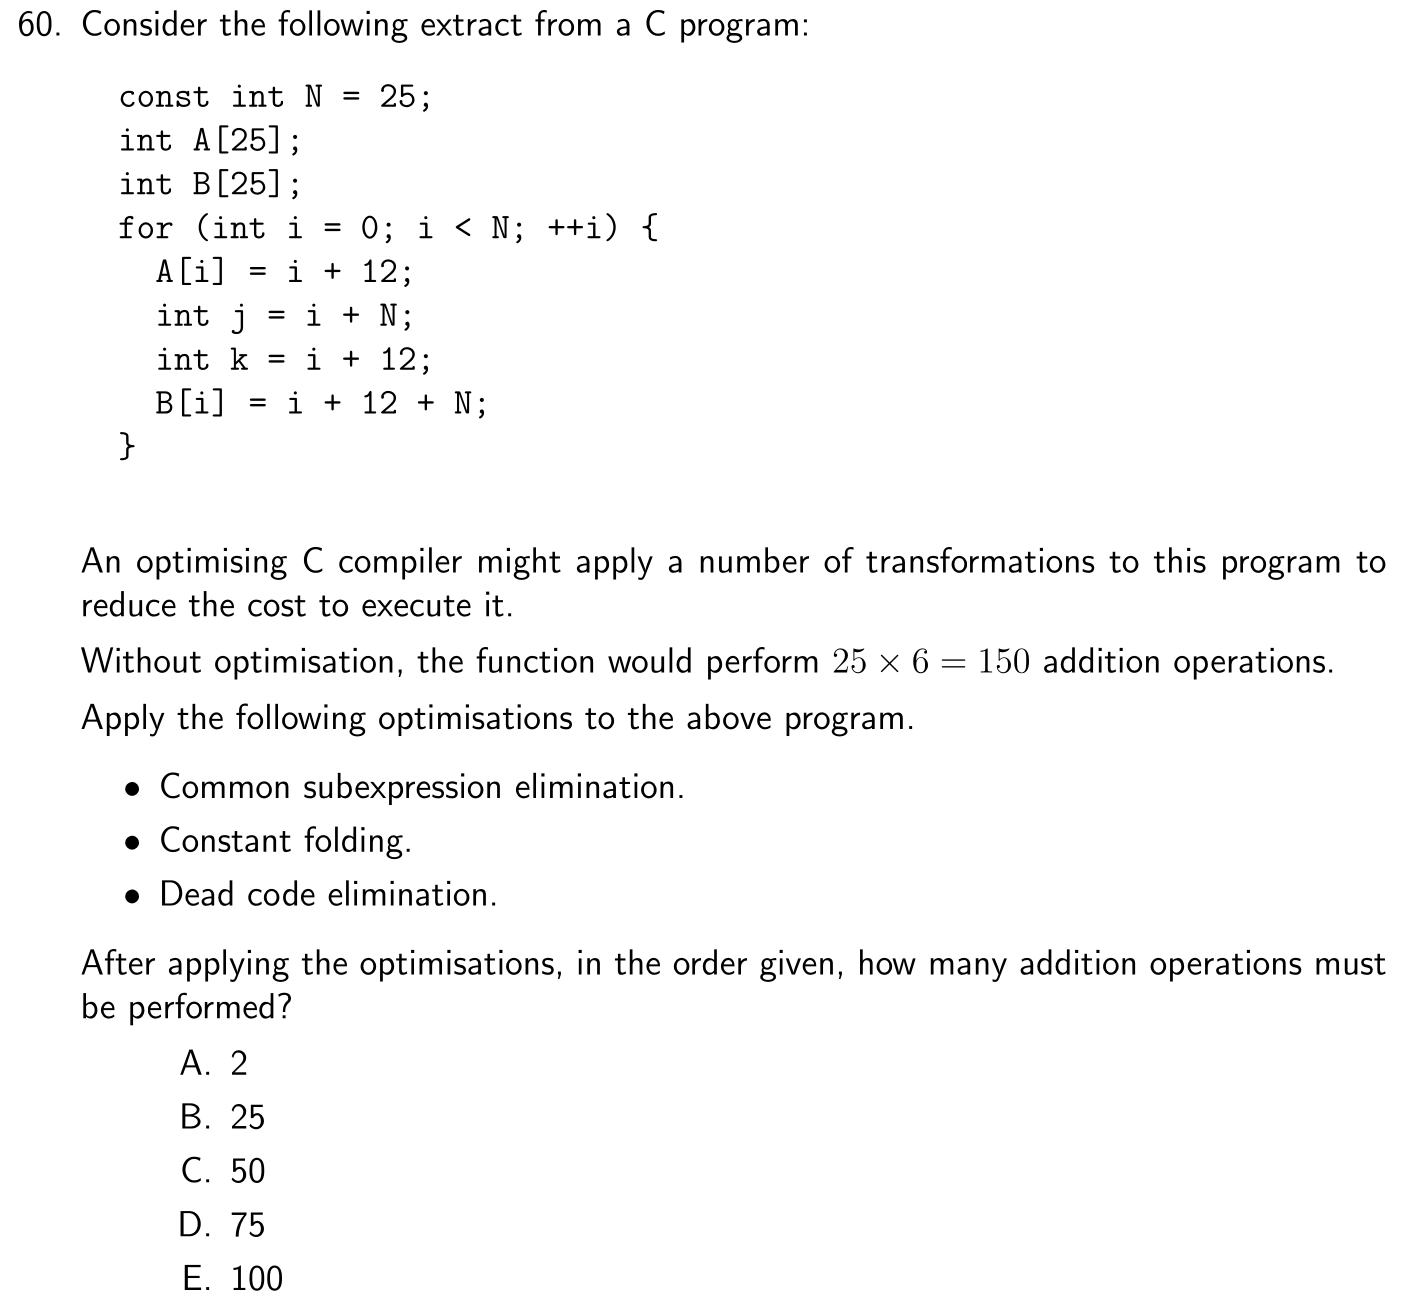 60. Consider the following extract from a C program:
const int N = 25;
int A[25];
int B[25];
for (int i = 0; i < N; ++i) {
A[i] = i + 12;
int j = i + N;
int k = i + 12;
B[i] = i + 12 + N;
}
An optimising C compiler might apply a number of transformations to this program to
reduce the cost to execute it.
Without optimisation, the function would perform 25 × 6 = 150 addition operations.
Apply the following optimisations to the above program.
• Common subexpression elimination.
• Constant folding.
• Dead code elimination.
After applying the optimisations, in the order given, how many addition operations must
be performed?
A. 2
B. 25
C. 50
D. 75
E. 100